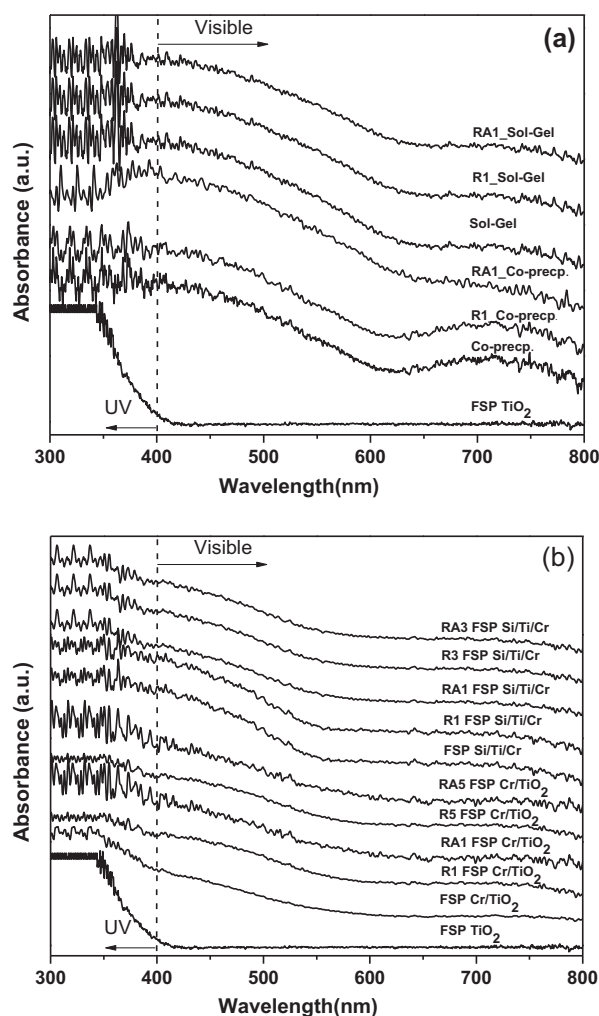 (a)
Visible
RA1_Sol-Gel
R1_Sol-Gel
Sol-Gel
RA1_Co-precp.
R1_Co-precp.
Co-precp.
FSP TiO2
UV
Absorbance (a.u.)
300 400 500 600 700 800
Wavelength(nm)
(b)
Visible
RA3 FSP Si/Ti/Cr
R3 FSP Si/Ti/Cr
RA1 FSP Si/Ti/Cr
R1 FSP Si/Ti/Cr
FSP Si/Ti/Cr
RA5 FSP Cr/TiO2
R5 FSP Cr/TiO2
RA1 FSP Cr/TiO2
R1 FSP Cr/TiO2
FSP Cr/TiO2
FSP TiO2
UV
Absorbance (a.u.)
300 400 500 600 700 800
Wavelength(nm)